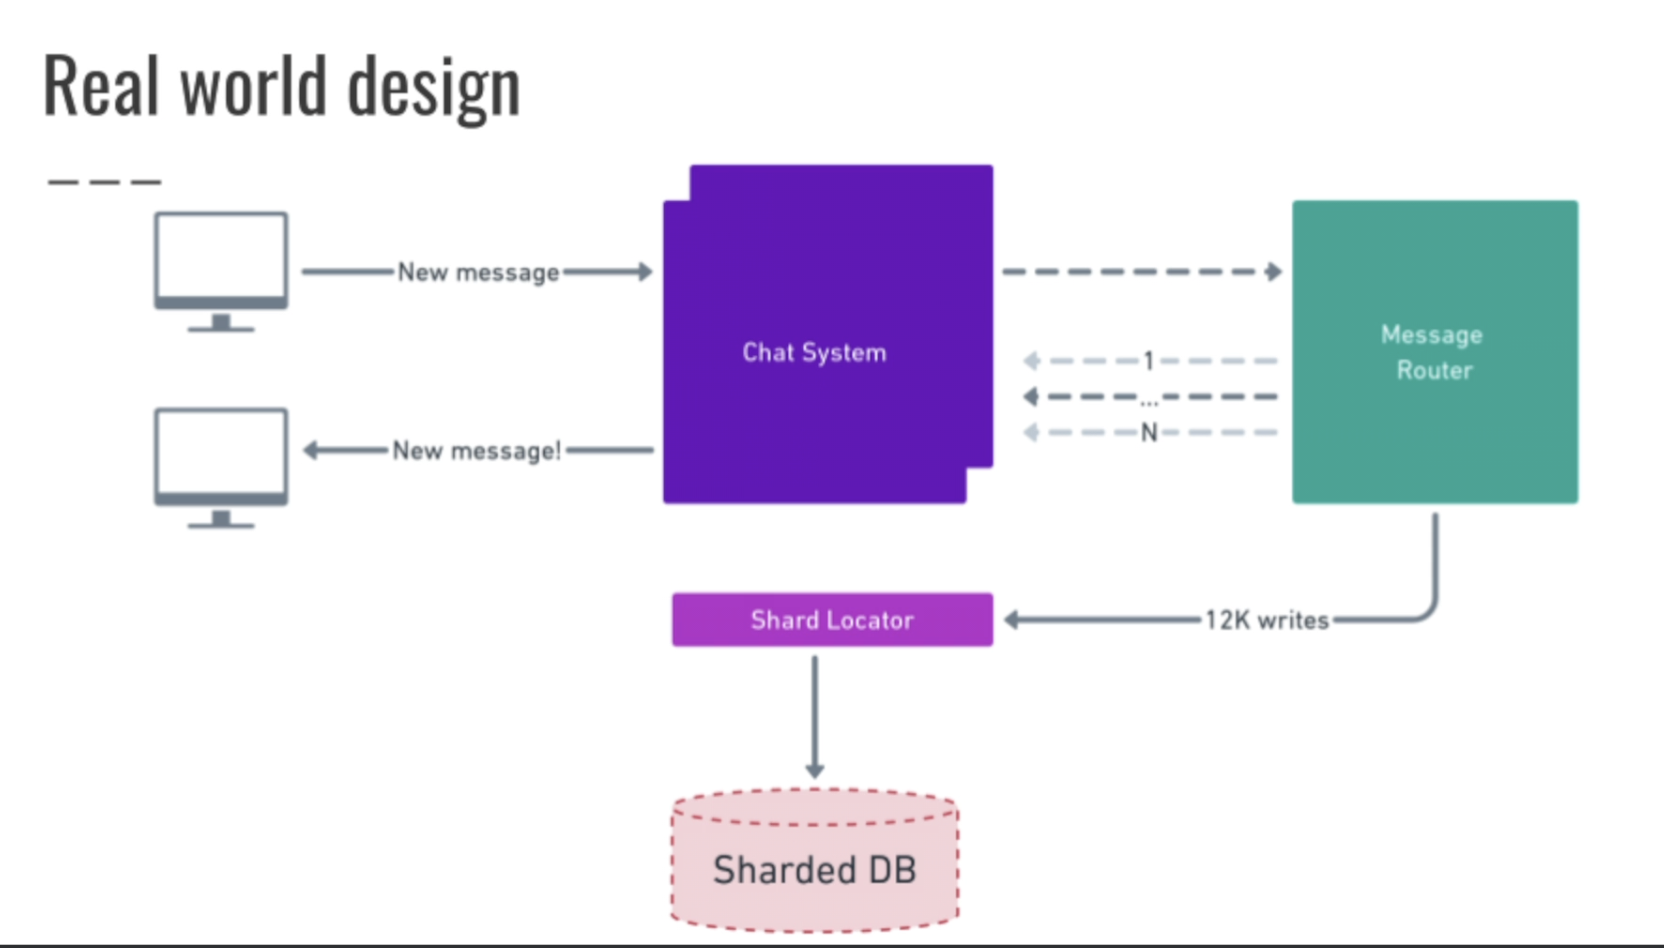 Real world design
New message
Chat System
Message
Router
1
...
N
New message!
Shard Locator
12K writes
Sharded DB